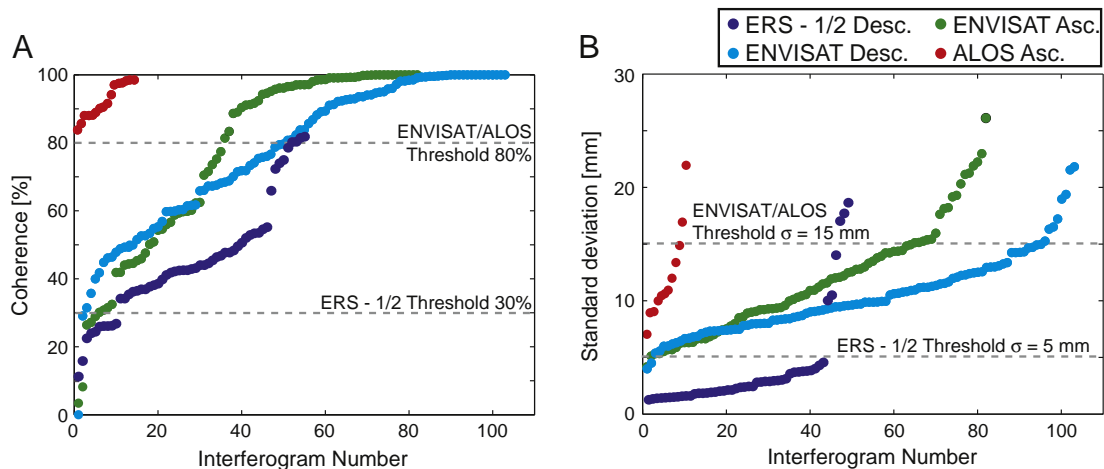 A
B
ERS - 1/2 Desc.
ENVISAT Asc.
ENVISAT Desc.
ALOS Asc.
Coherence [%]
100
80
60
40
20
0
ENVISAT/ALOS
Threshold 80%
ERS - 1/2 Threshold 30%
0 20 40 60 80 100
Interferogram Number
Standard deviation [mm]
30
20
10
0
ENVISAT/ALOS
Threshold σ = 15 mm
ERS - 1/2 Threshold σ = 5 mm
0 20 40 60 80 100
Interferogram Number